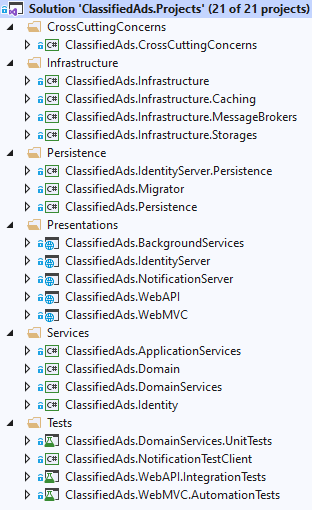 Solution 'ClassifiedAds.Projects' (21 of 21 projects)
CrossCuttingConcerns
C# ClassifiedAds.CrossCuttingConcerns
Infrastructure
C# ClassifiedAds.Infrastructure
C# ClassifiedAds.Infrastructure.Caching
C# ClassifiedAds.Infrastructure.MessageBrokers
C# ClassifiedAds.Infrastructure.Storages
Persistence
C# ClassifiedAds.IdentityServer.Persistence
C# ClassifiedAds.Migrator
C# ClassifiedAds.Persistence
Presentations
ClassifiedAds.BackgroundServices
ClassifiedAds.IdentityServer
ClassifiedAds.NotificationServer
ClassifiedAds.WebAPI
ClassifiedAds.WebMVC
Services
C# ClassifiedAds.ApplicationServices
C# ClassifiedAds.Domain
C# ClassifiedAds.DomainServices
C# ClassifiedAds.Identity
Tests
ClassifiedAds.DomainServices.UnitTests
C# ClassifiedAds.NotificationTestClient
ClassifiedAds.WebAPI.IntegrationTests
ClassifiedAds.WebMVC.AutomationTests